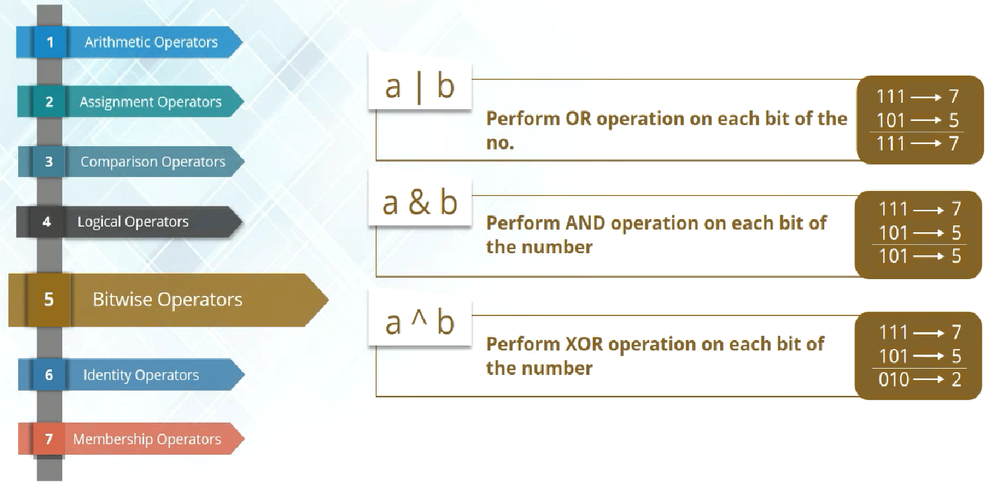 1 Arithmetic Operators
2 Assignment Operators
3 Comparison Operators
4 Logical Operators
5 Bitwise Operators
6 Identity Operators
7 Membership Operators
a | b
Perform OR operation on each bit of the
no.
111 → 7
101 → 5
111 → 7
a & b
Perform AND operation on each bit of
the number
111 → 7
101 → 5
101 → 5
a ^ b
Perform XOR operation on each bit of
the number
111 → 7
101 → 5
010 → 2